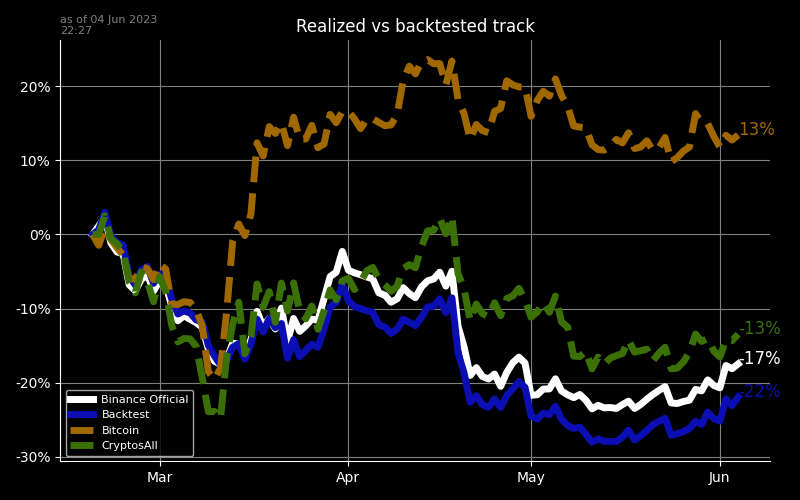 as of 04 Jun 2023
22:27
Realized vs backtested track
20%
10%
0%
-10%
-20%
-30%
13%
-13%
-17%
-22%
Binance Official
Backtest
Bitcoin
CryptosAll
Mar
Apr
May
Jun